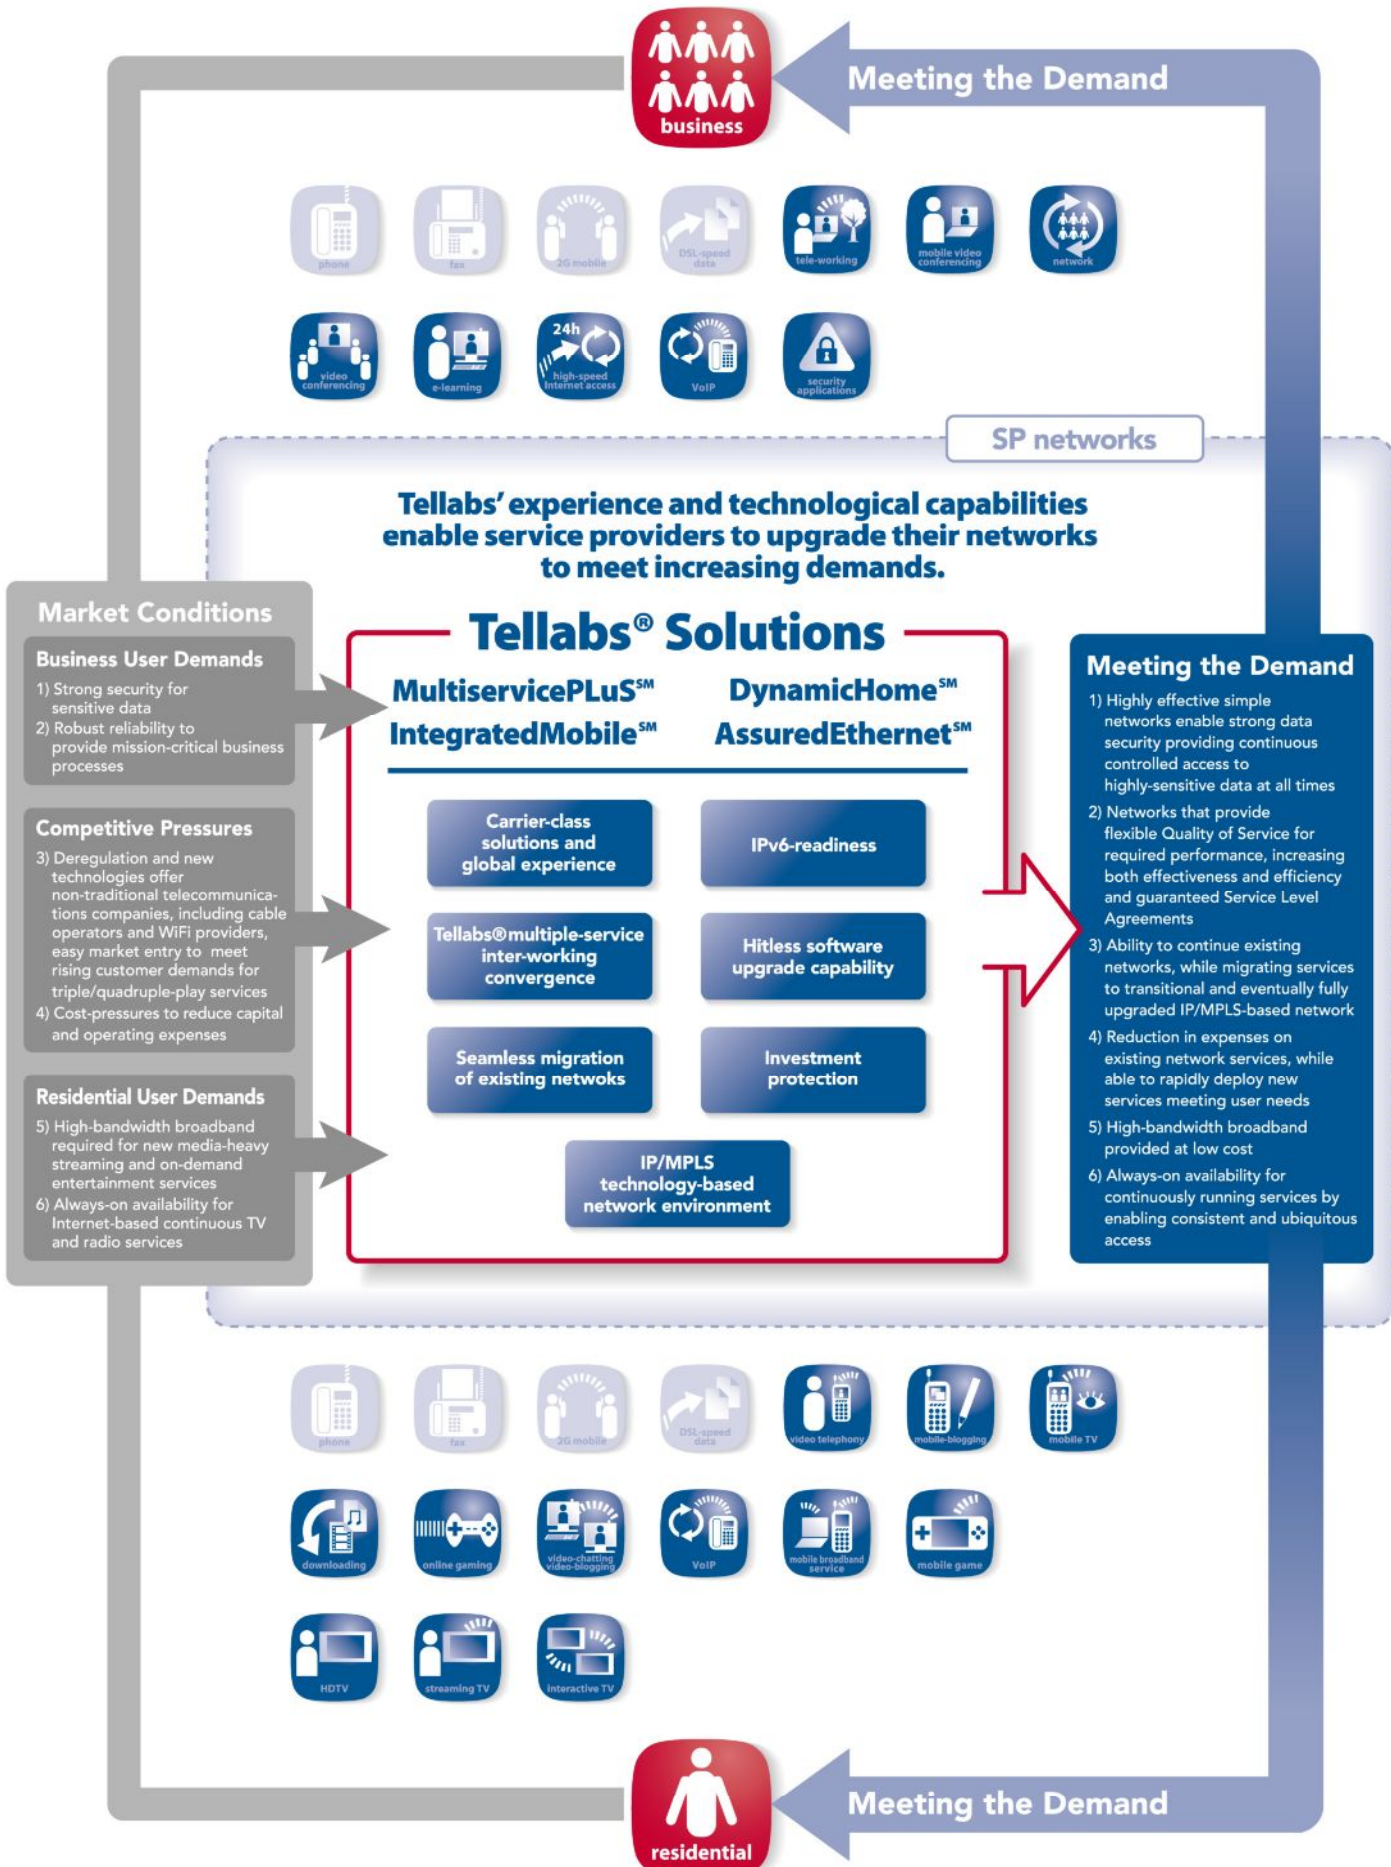 business
Meeting the Demand
phone
fax
2G mobile
DSL-speed
data
tele-working
mobile video
conferencing
network
video
conferencing
e-learning
24h
high-speed
Internet access
VoIP
security
applications
SP networks
Tellabs' experience and technological capabilities
enable service providers to upgrade their networks
to meet increasing demands.
Market Conditions
Business User Demands
1) Strong security for
sensitive data
2) Robust reliability to
provide mission-critical business
processes
Competitive Pressures
3) Deregulation and new
technologies offer
non-traditional telecommunica-
tions companies, including cable
operators and WiFi providers,
easy market entry to meet
rising customer demands for
triple/quadruple-play services
4) Cost-pressures to reduce capital
and operating expenses
Residential User Demands
5) High-bandwidth broadband
required for new media-heavy
streaming and on-demand
entertainment services
6) Always-on availability for
Internet-based continuous TV
and radio services
Tellabs® Solutions
MultiservicePLuS℠
DynamicHome℠
IntegratedMobile℠
AssuredEthernet℠
Carrier-class
solutions and
global experience
IPv6-readiness
Tellabs®multiple-service
inter-working
convergence
Hitless software
upgrade capability
Seamless migration
of existing netwoks
Investment
protection
IP/MPLS
technology-based
network environment
Meeting the Demand
1) Highly effective simple
networks enable strong data
security providing continuous
controlled access to
highly-sensitive data at all times
2) Networks that provide
flexible Quality of Service for
required performance, increasing
both effectiveness and efficiency
and guaranteed Service Level
Agreements
3) Ability to continue existing
networks, while migrating services
to transitional and eventually fully
upgraded IP/MPLS-based network
4) Reduction in expenses on
existing network services, while
able to rapidly deploy new
services meeting user needs
5) High-bandwidth broadband
provided at low cost
6) Always-on availability for
continuously running services by
enabling consistent and ubiquitous
access
phone
fax
2G mobile
DSL-speed
data
video telephony
mobile-blogging
mobile TV
downloading
online gaming
video-chatting
video-blogging
VoIP
mobile broadband
service
mobile game
HDTV
streaming TV
interactive TV
Meeting the Demand
residential